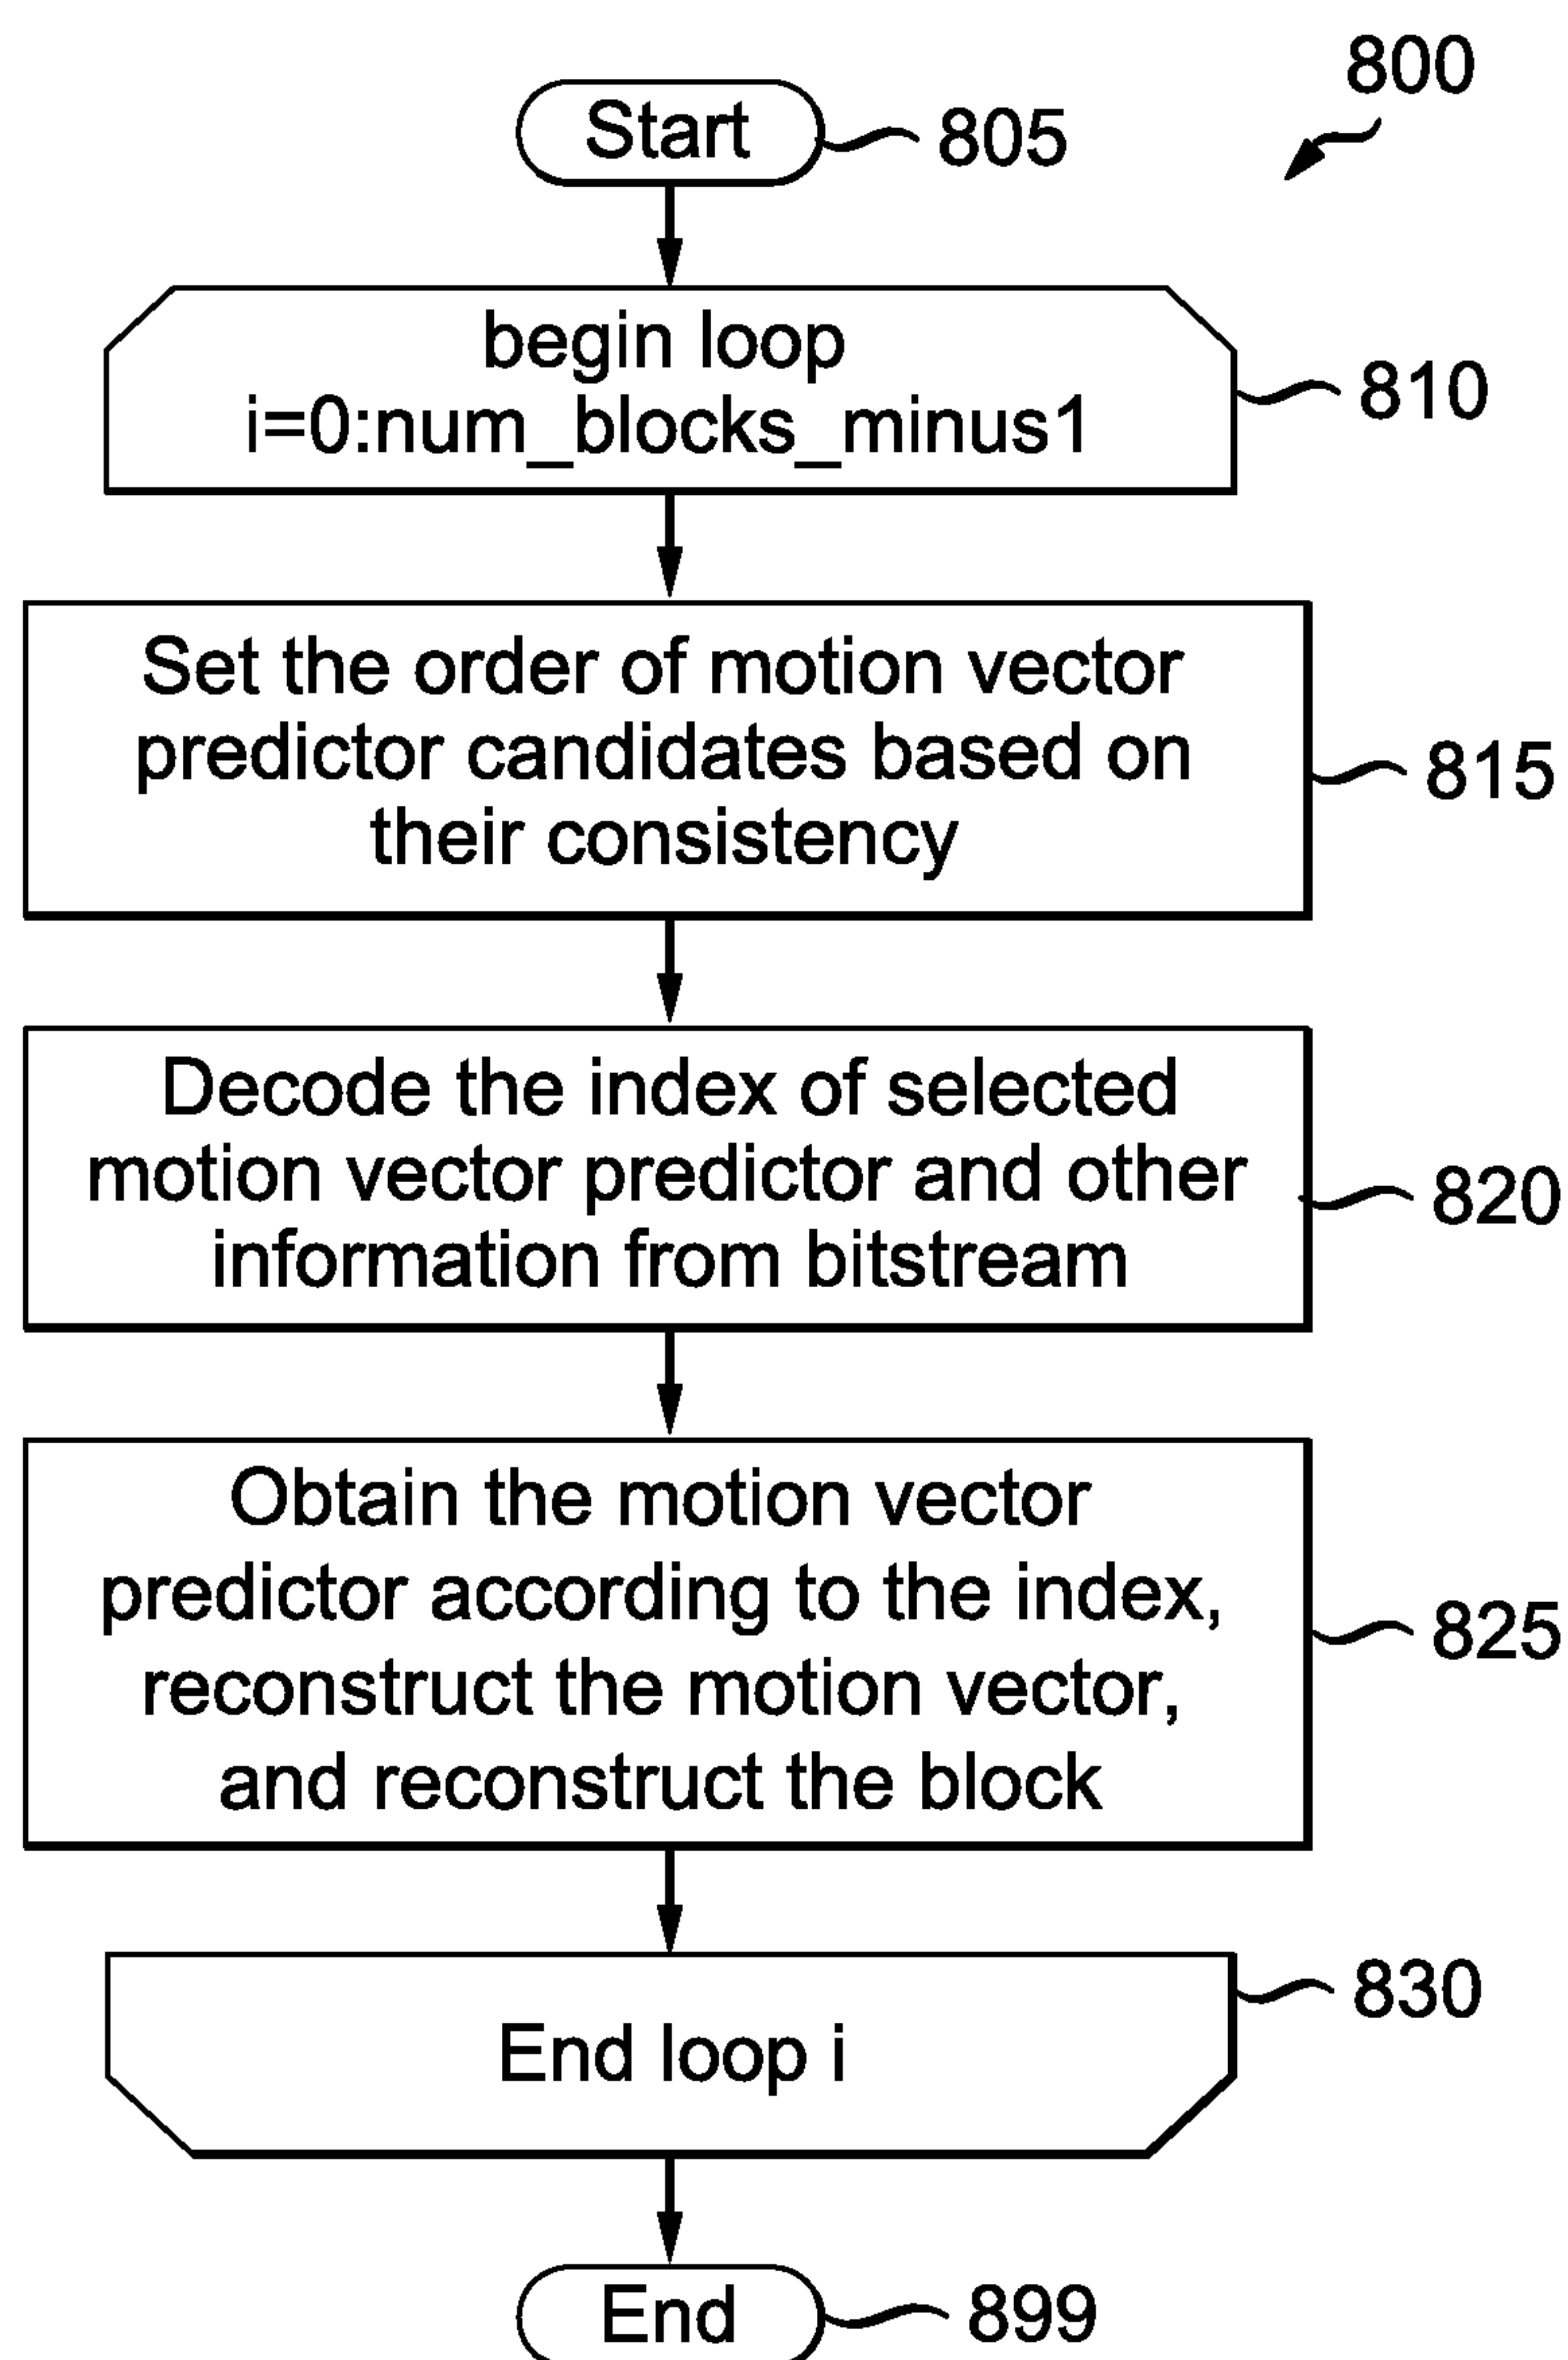 800
Start
805
begin loop
i=0:num_blocks_minus1
810
Set the order of motion vector
predictor candidates based on
their consistency
815
Decode the index of selected
motion vector predictor and other
information from bitstream
820
Obtain the motion vector
predictor according to the index,
reconstruct the motion vector,
and reconstruct the block
825
End loop i
830
End
899